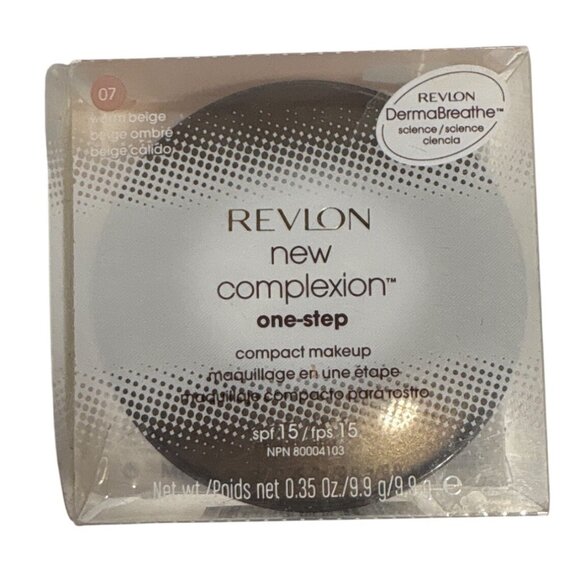 07
warm beige
beige ombré
beige cálido
REVLON
DermaBreathe™
science/science
ciencia
REVLON
new
complexion™
one-step
compact makeup
maquillage en une étape
maquillaje compacto para rostro
spf 15/fps 15
NPN 80004103
Net wt./Poids net 0.35 Oz./9.9 g/9.9 g ℮